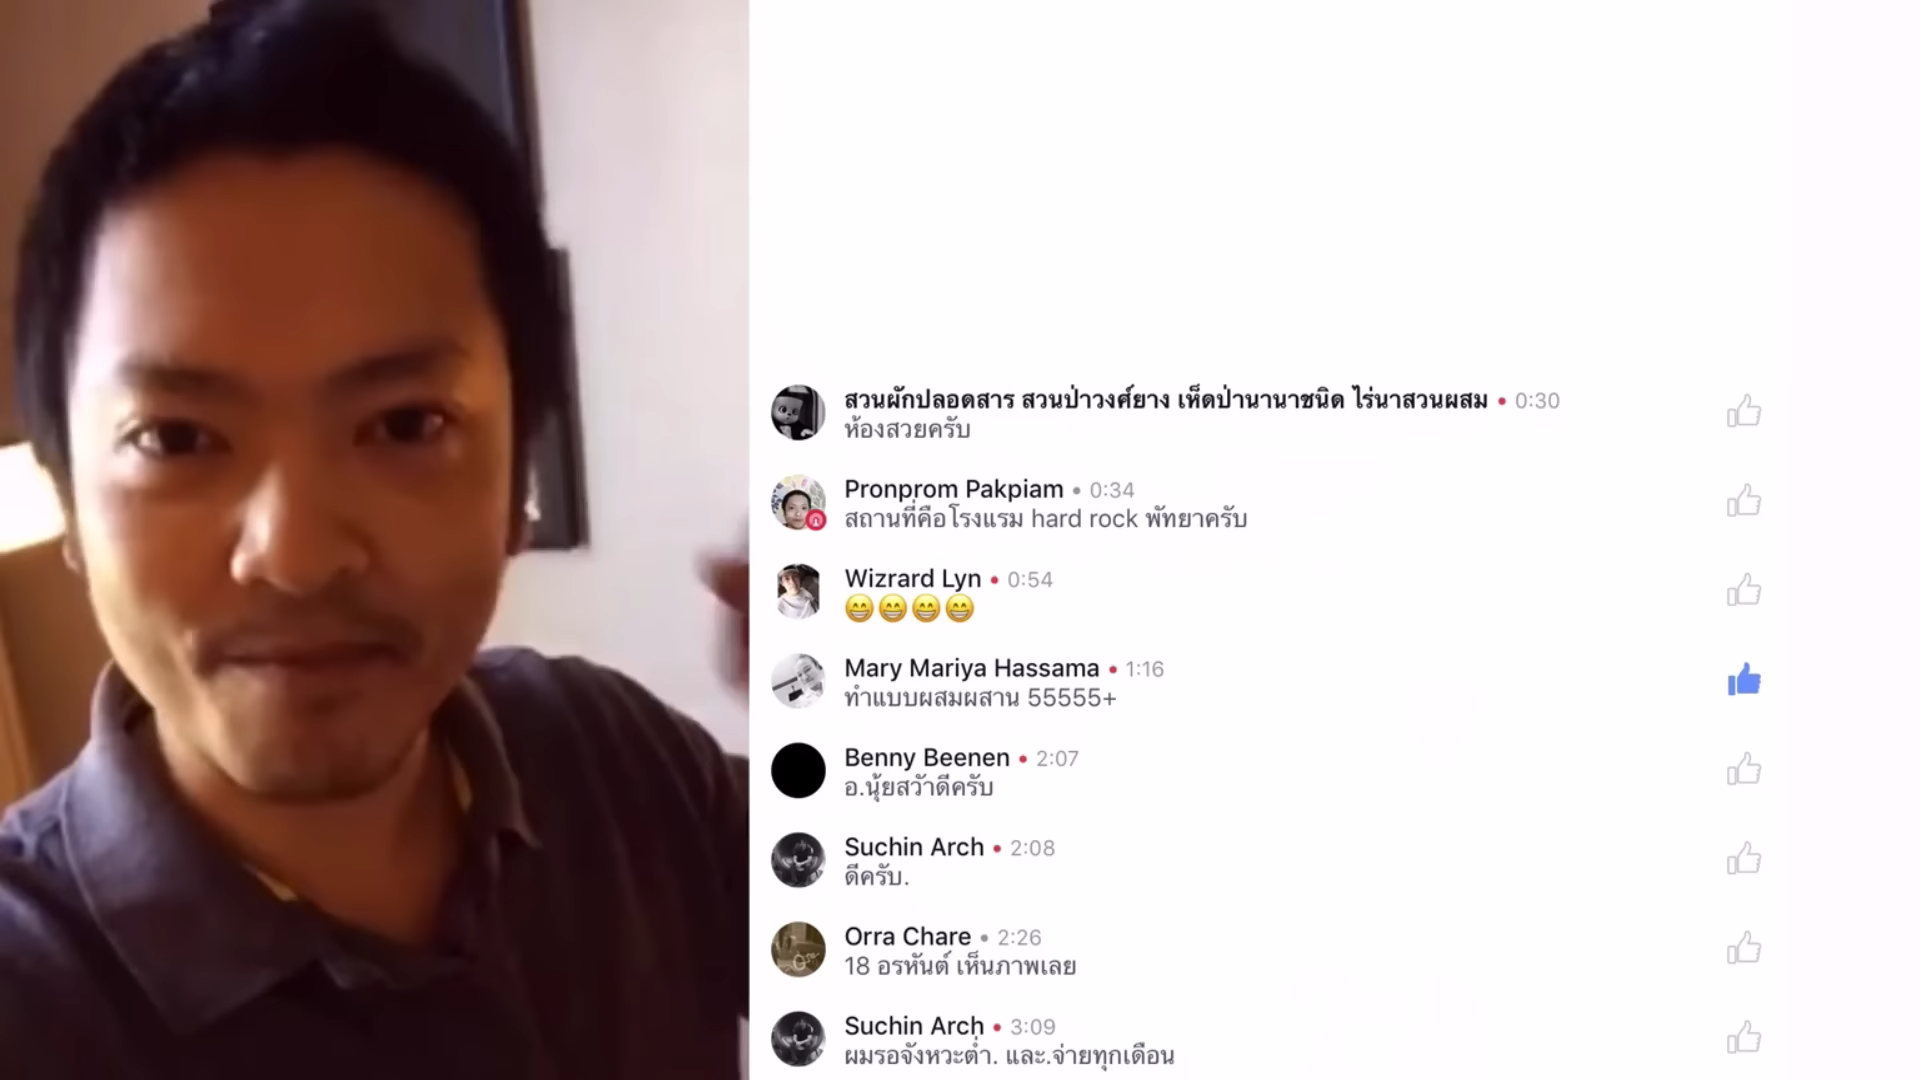 สวนผักปลอดสาร สวนป่าวงศ์ยาง เห็ดป่านานาชนิด ไร่นาสวนผสม • 0:30
ห้องสวยครับ
Pronprom Pakpiam • 0:34
สถานที่คือโรงแรม hard rock พัทยาครับ
Wizrard Lyn • 0:54
😁😁😁😁
Mary Mariya Hassama • 1:16
ทำแบบผสมผสาน 55555+
Benny Beenen • 2:07
อ.นุ้ยสวัาดีครับ
Suchin Arch • 2:08
ดีครับ.
Orra Chare • 2:26
18 อรหันต์ เห็นภาพเลย
Suchin Arch • 3:09
ผมรอจังหวะต่ำ. และ.จ่ายทุกเดือน